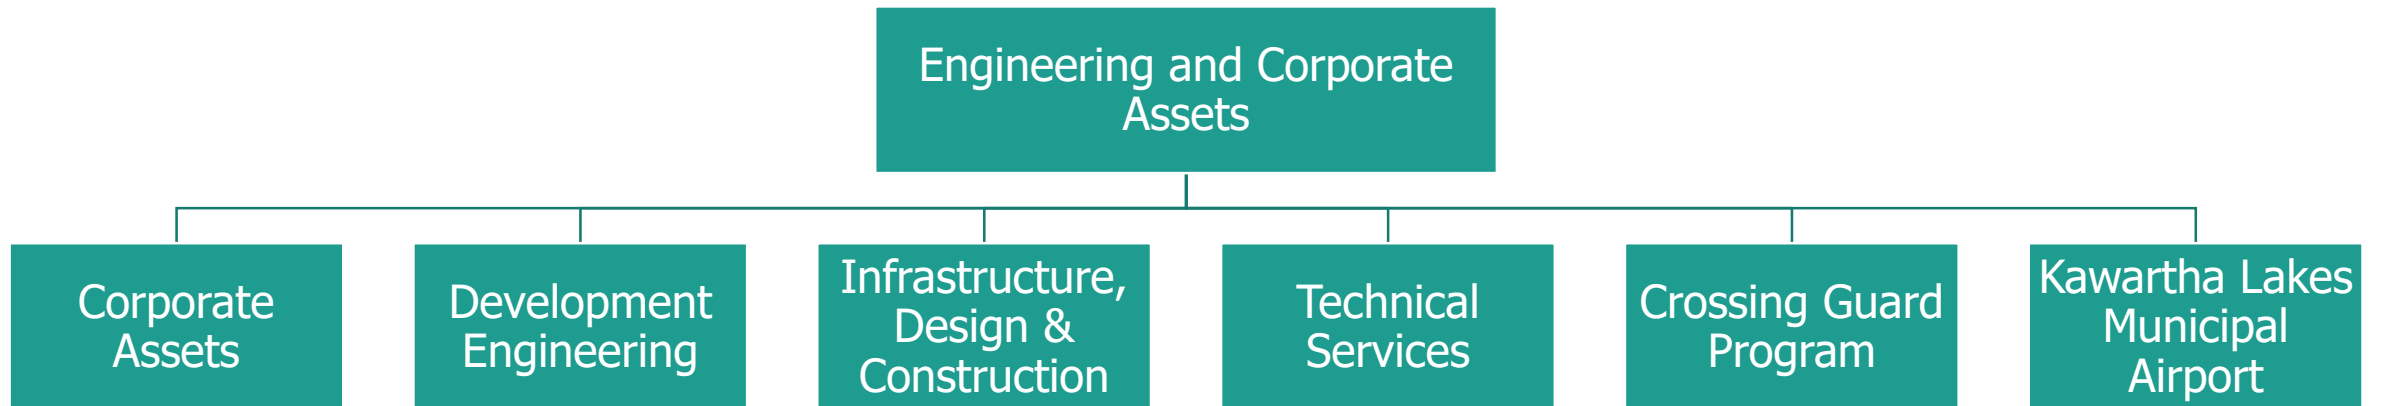 Engineering and Corporate
Assets
Corporate
Assets
Development
Engineering
Infrastructure,
Design &
Construction
Technical
Services
Crossing Guard
Program
Kawartha Lakes
Municipal
Airport